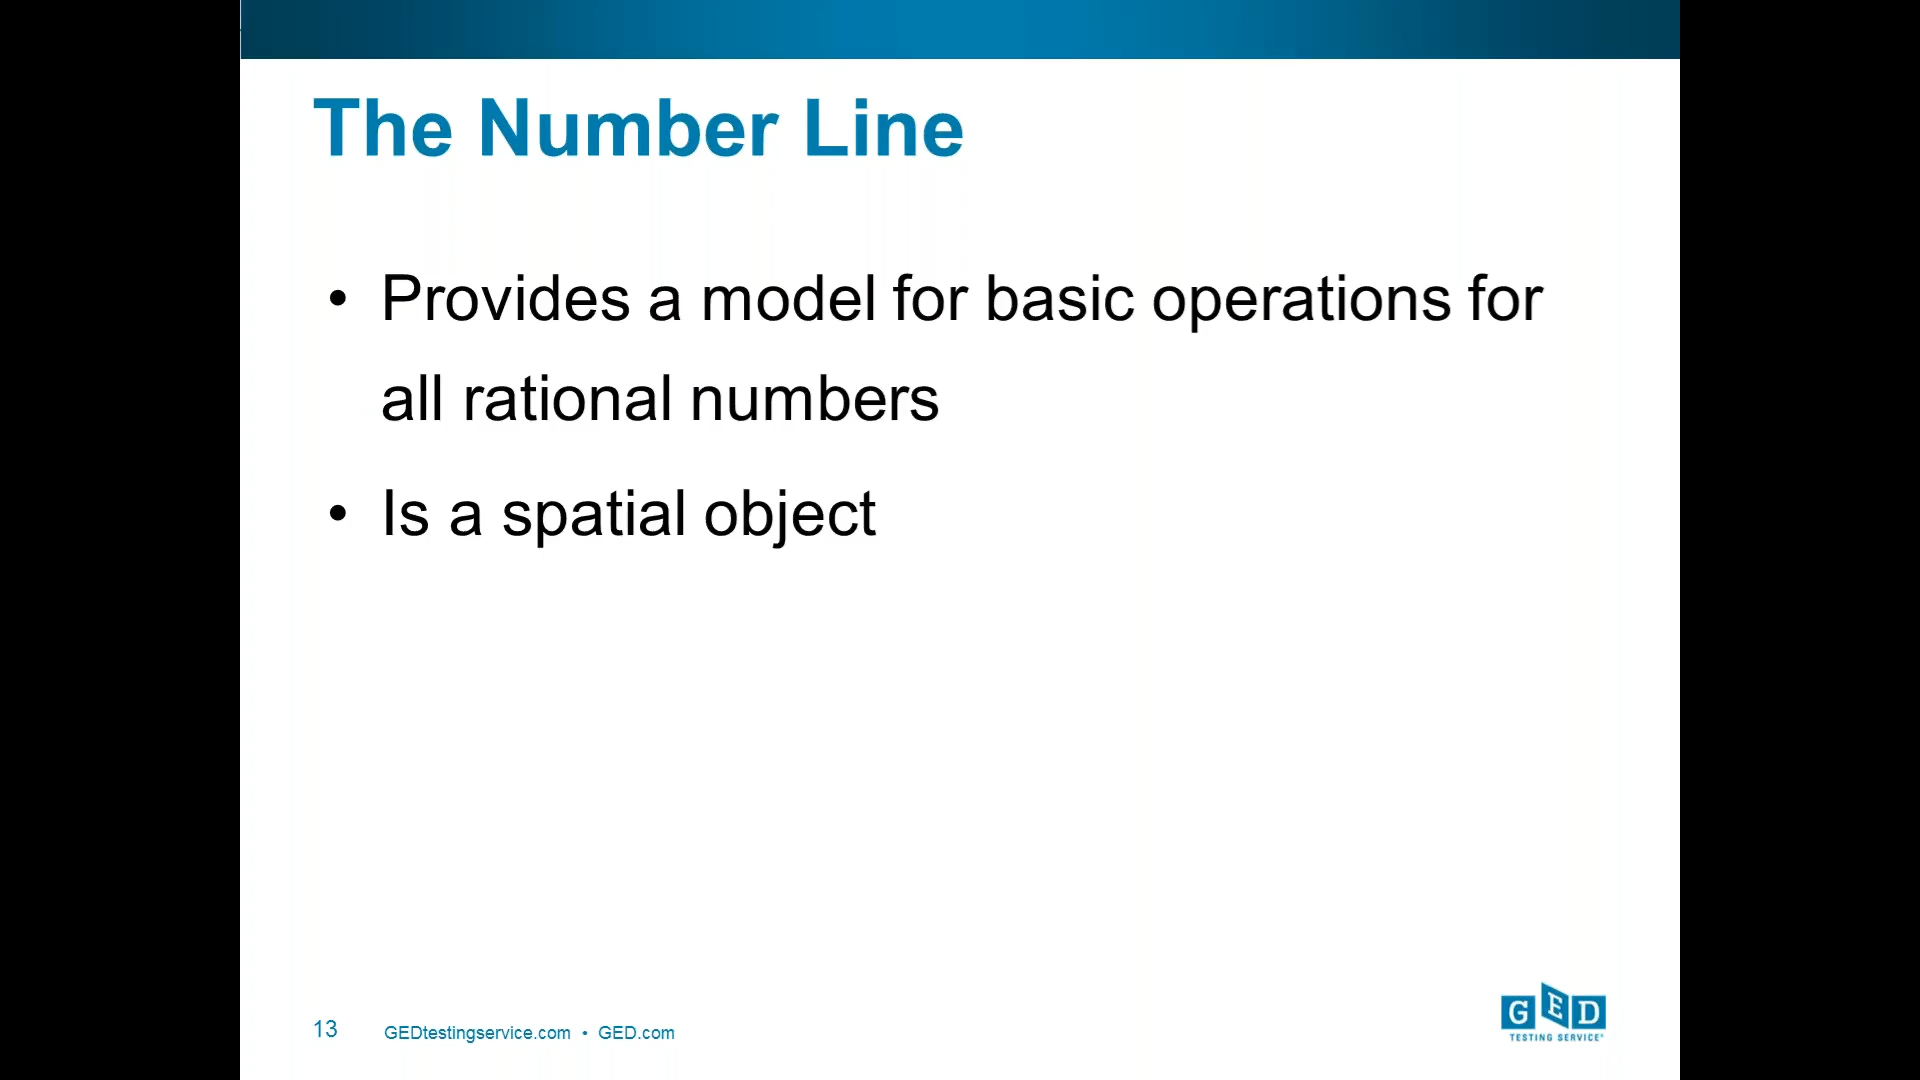 The Number Line
• Provides a model for basic operations for
all rational numbers
• Is a spatial object
13 GEDtestingservice.com • GED.com
GED
TESTING SERVICE®